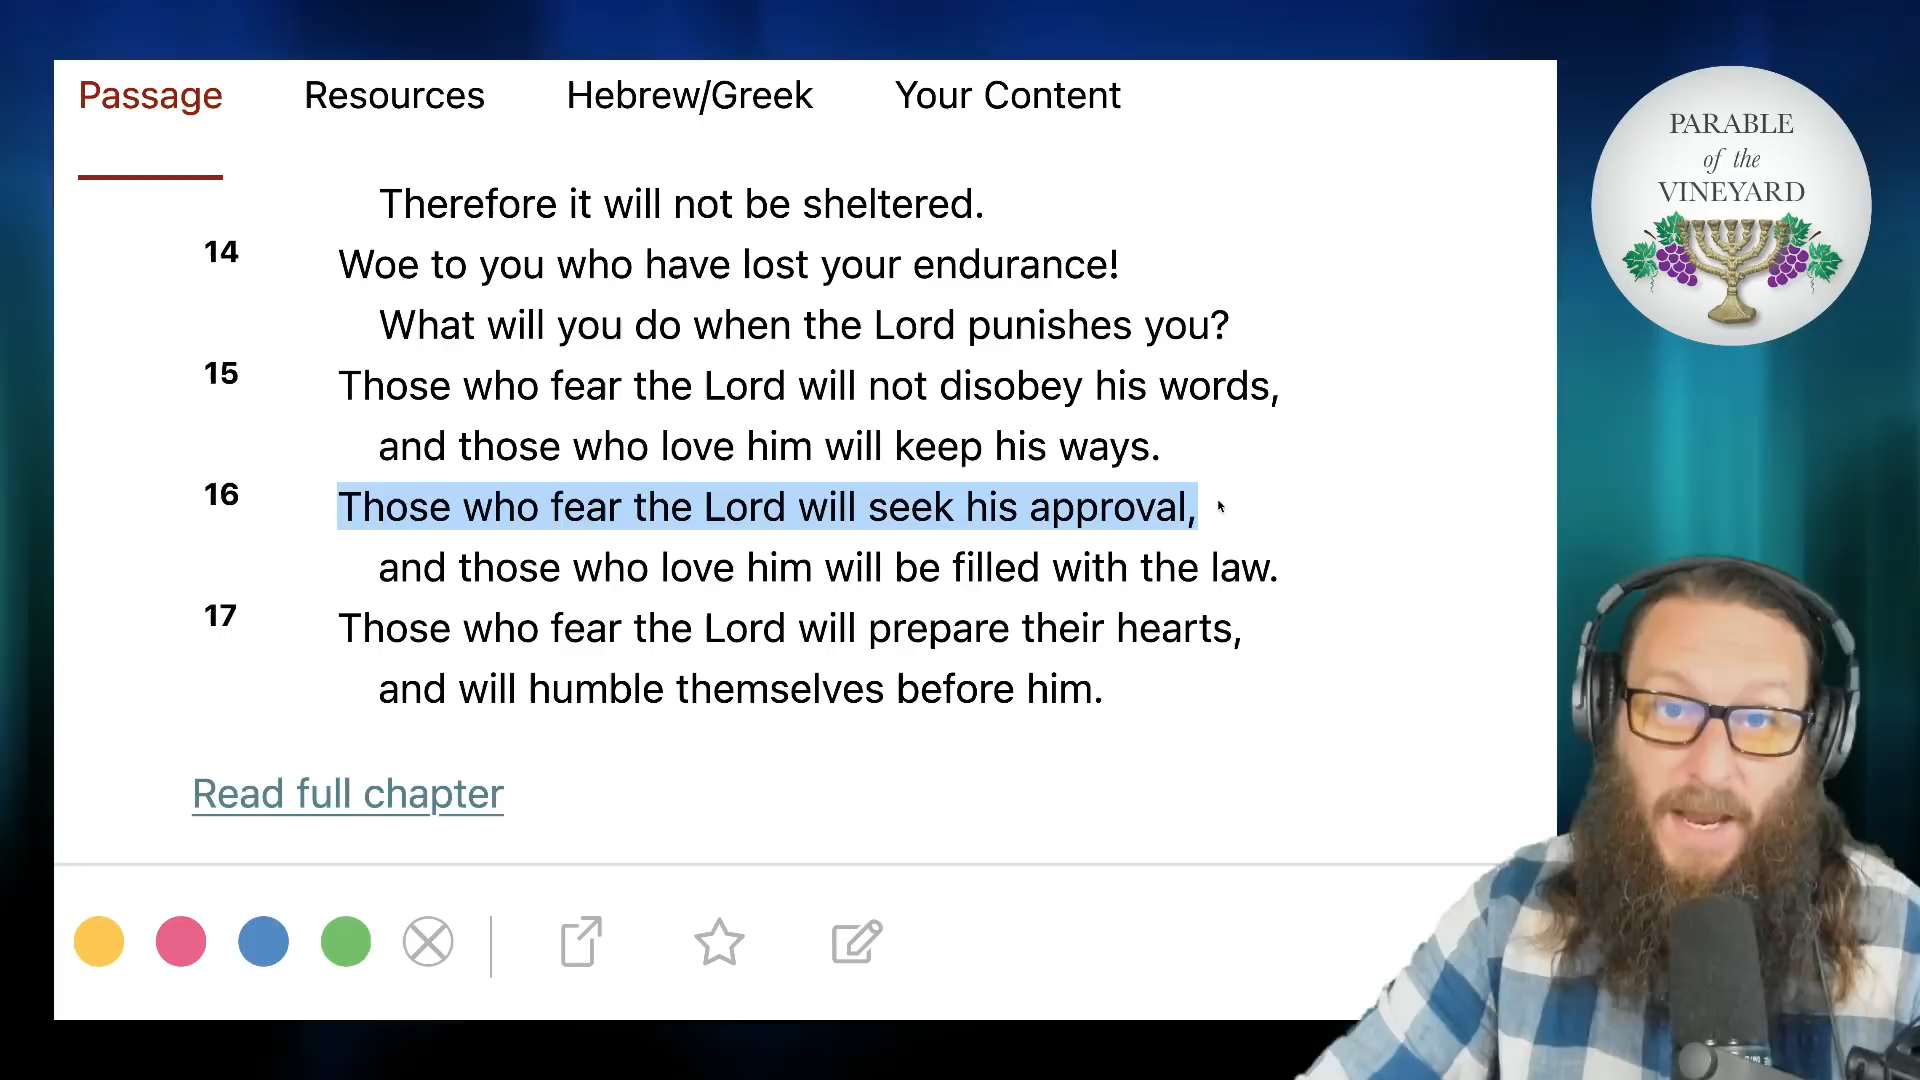 Passage Resources Hebrew/Greek Your Content
Therefore it will not be sheltered.
14 Woe to you who have lost your endurance!
What will you do when the Lord punishes you?
15 Those who fear the Lord will not disobey his words,
and those who love him will keep his ways.
16 Those who fear the Lord will seek his approval,
and those who love him will be filled with the law.
17 Those who fear the Lord will prepare their hearts,
and will humble themselves before him.
Read full chapter
PARABLE
of the
VINEYARD